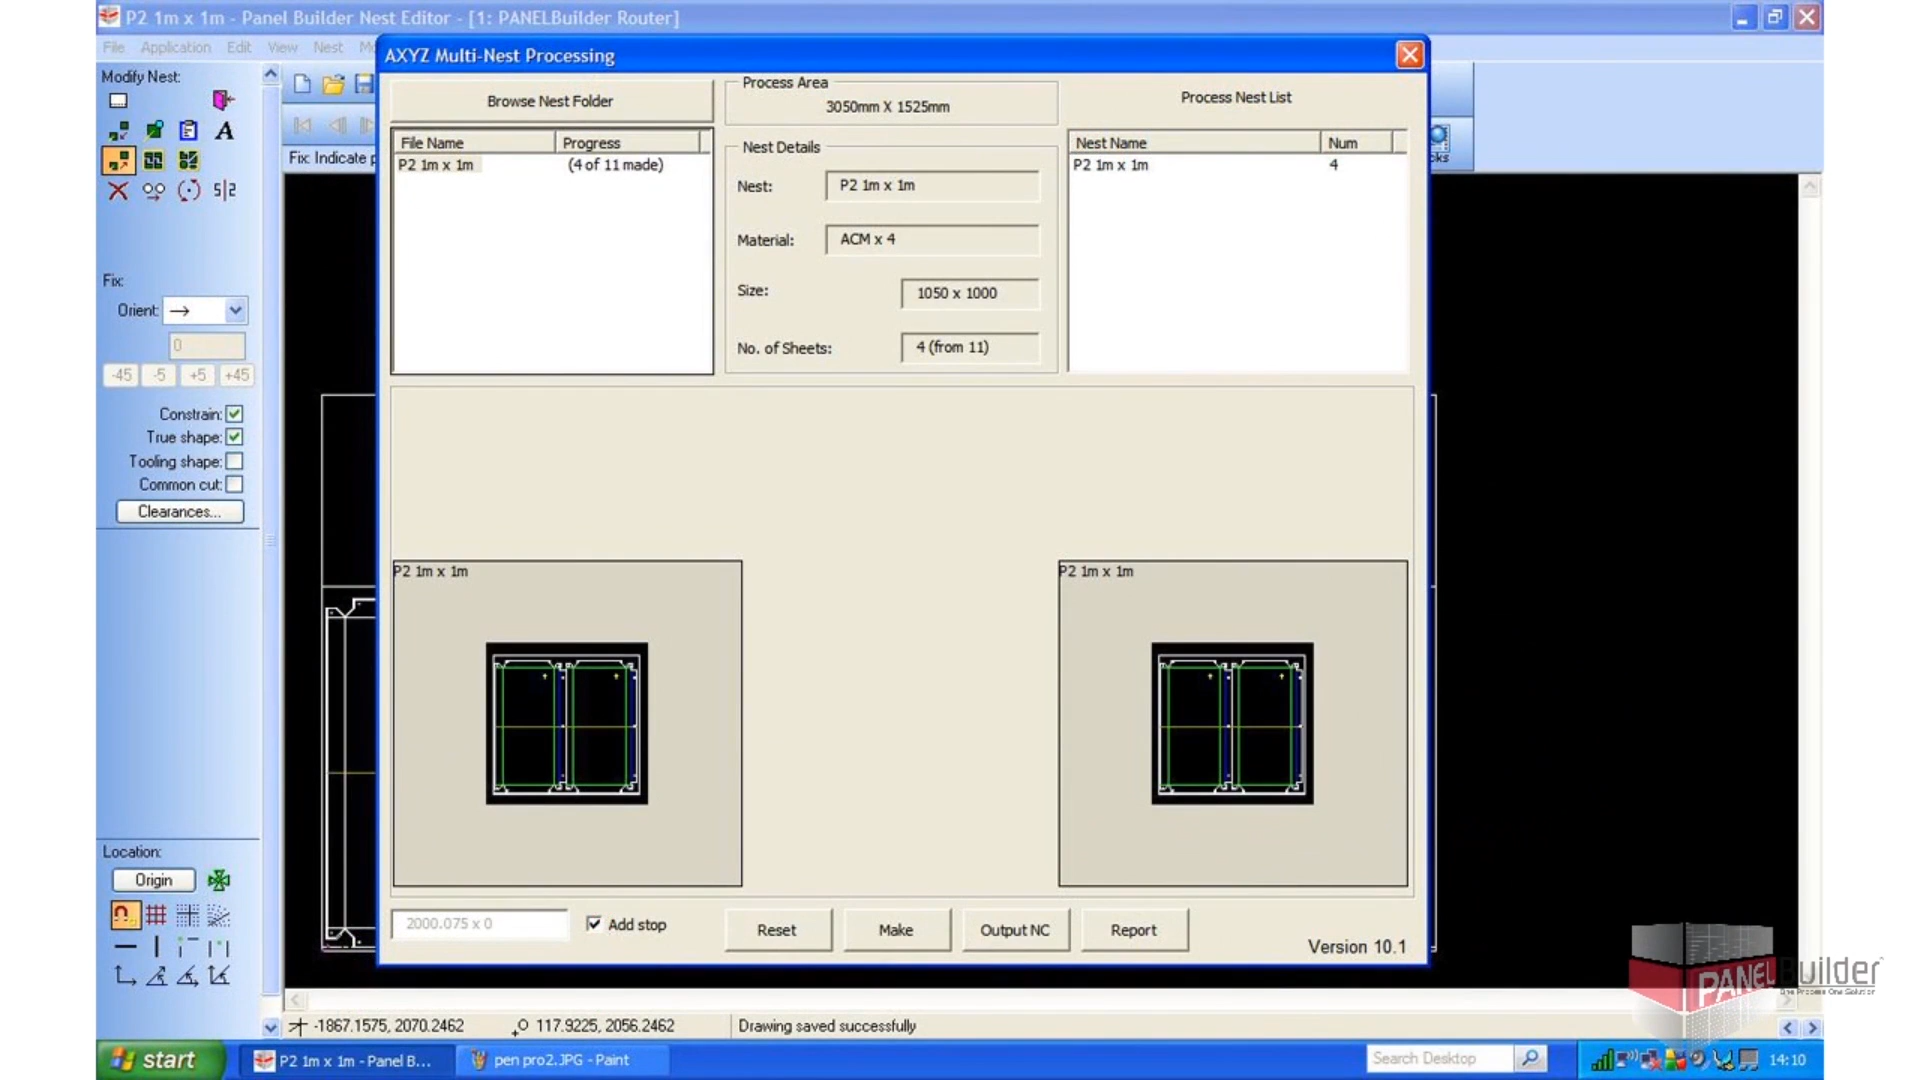 P2 1m x 1m - Panel Builder Nest Editor - [1: PANELBuilder Router]
File Application Edit View Nest
AXYZ Multi-Nest Processing
Modify Nest:
Fix: Indicate
Fix:
Orient:
0
-45 -5 +5 +45
Constrain:
True shape:
Tooling shape:
Common cut:
Clearances...
Location:
Origin
Browse Nest Folder
File Name Progress
P2 1m x 1m (4 of 11 made)
Process Area
3050mm X 1525mm
Nest Details
Nest: P2 1m x 1m
Material: ACM x 4
Size: 1050 x 1000
No. of Sheets: 4 (from 11)
Process Nest List
Nest Name Num
P2 1m x 1m 4
P2 1m x 1m
P2 1m x 1m
2000.075 x 0
Add stop
Reset
Make
Output NC
Report
Version 10.1
-1867.1575, 2070.2462 117.9225, 2056.2462 Drawing saved successfully
PANELBuilder
One Process One Solution
start
P2 1m x 1m - Panel B...
pen pro2.JPG - Paint
Search Desktop
14:10